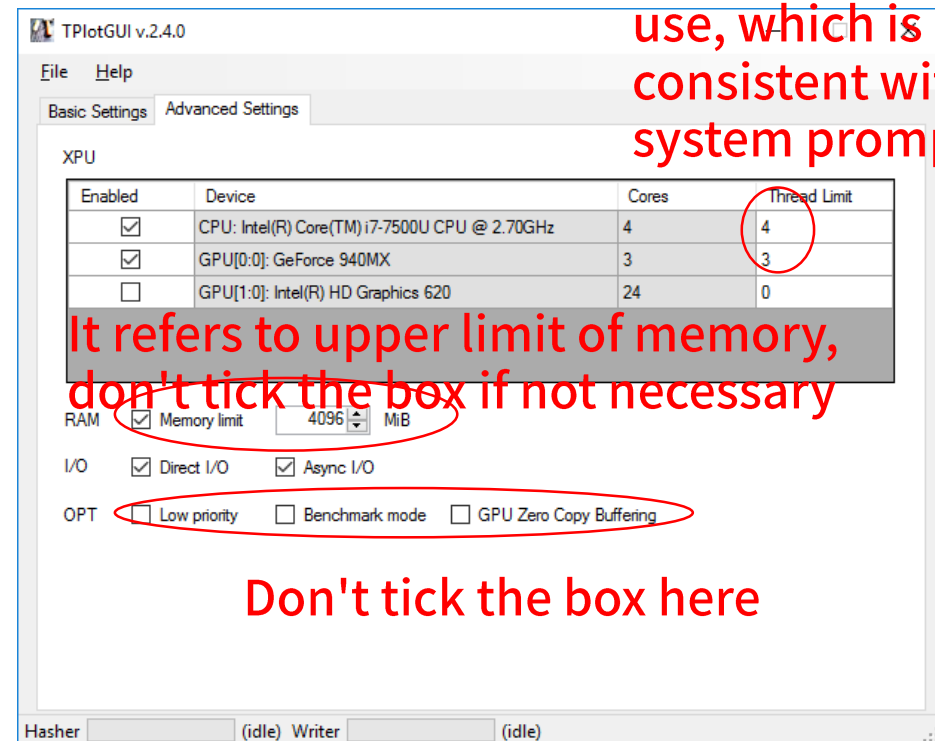 TPlotGUI v.2.4.0
use, which is
consistent wi
system promp
File Help
Basic Settings Advanced Settings
XPU
Enabled Device Cores Thread Limit
CPU: Intel(R) Core(TM) i7-7500U CPU @ 2.70GHz 4 4
GPU[0:0]: GeForce 940MX 3 3
GPU[1:0]: Intel(R) HD Graphics 620 24 0
It refers to upper limit of memory,
don't tick the box if not necessary
RAM Memory limit 4096 MiB
I/O Direct I/O Async I/O
OPT Low priority Benchmark mode GPU Zero Copy Buffering
Don't tick the box here
Hasher (idle) Writer (idle)